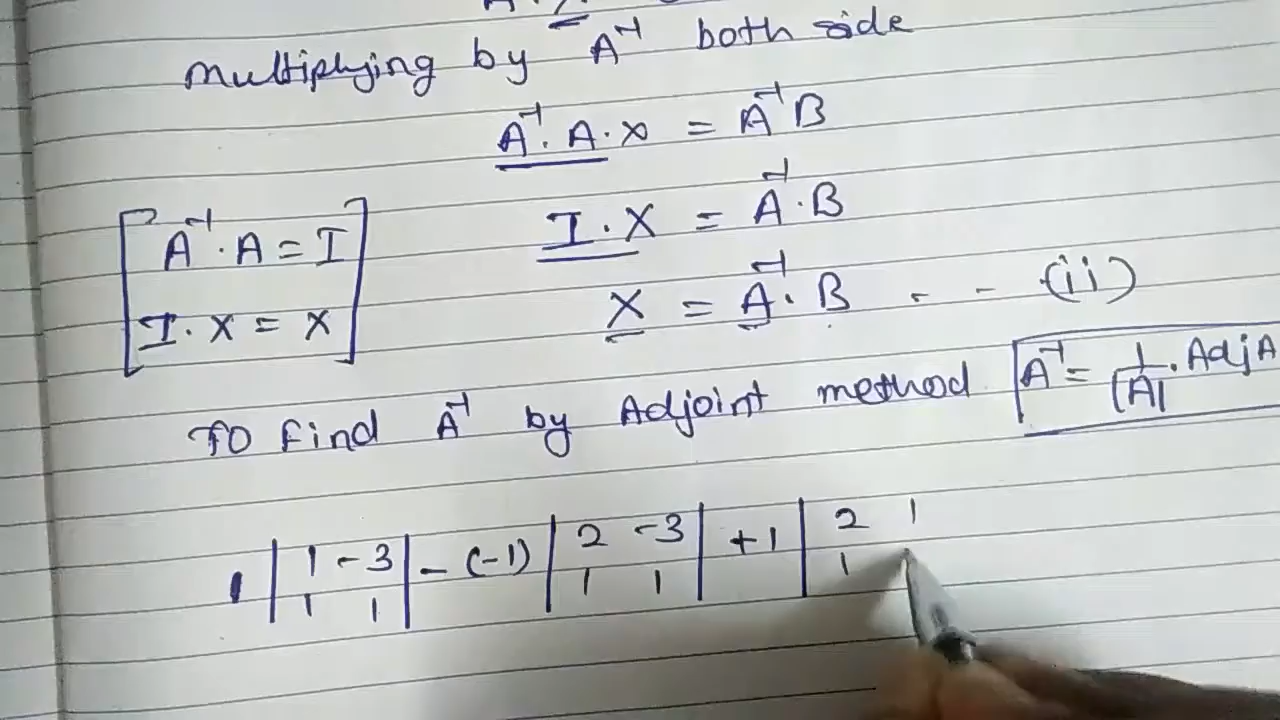 multiplying by A⁻¹ both side
A⁻¹. A. x = A⁻¹B
I. X = A⁻¹.B
[A⁻¹.A = I
I. x = x]
X = A⁻¹. B - - (ii)
To find A⁻¹ by Adjoint method. A⁻¹ = 1/|A| . Adj A
1 | 1 -3 | - (-1) | 2 -3 | +1 | 2 1
1 1 1 1 1